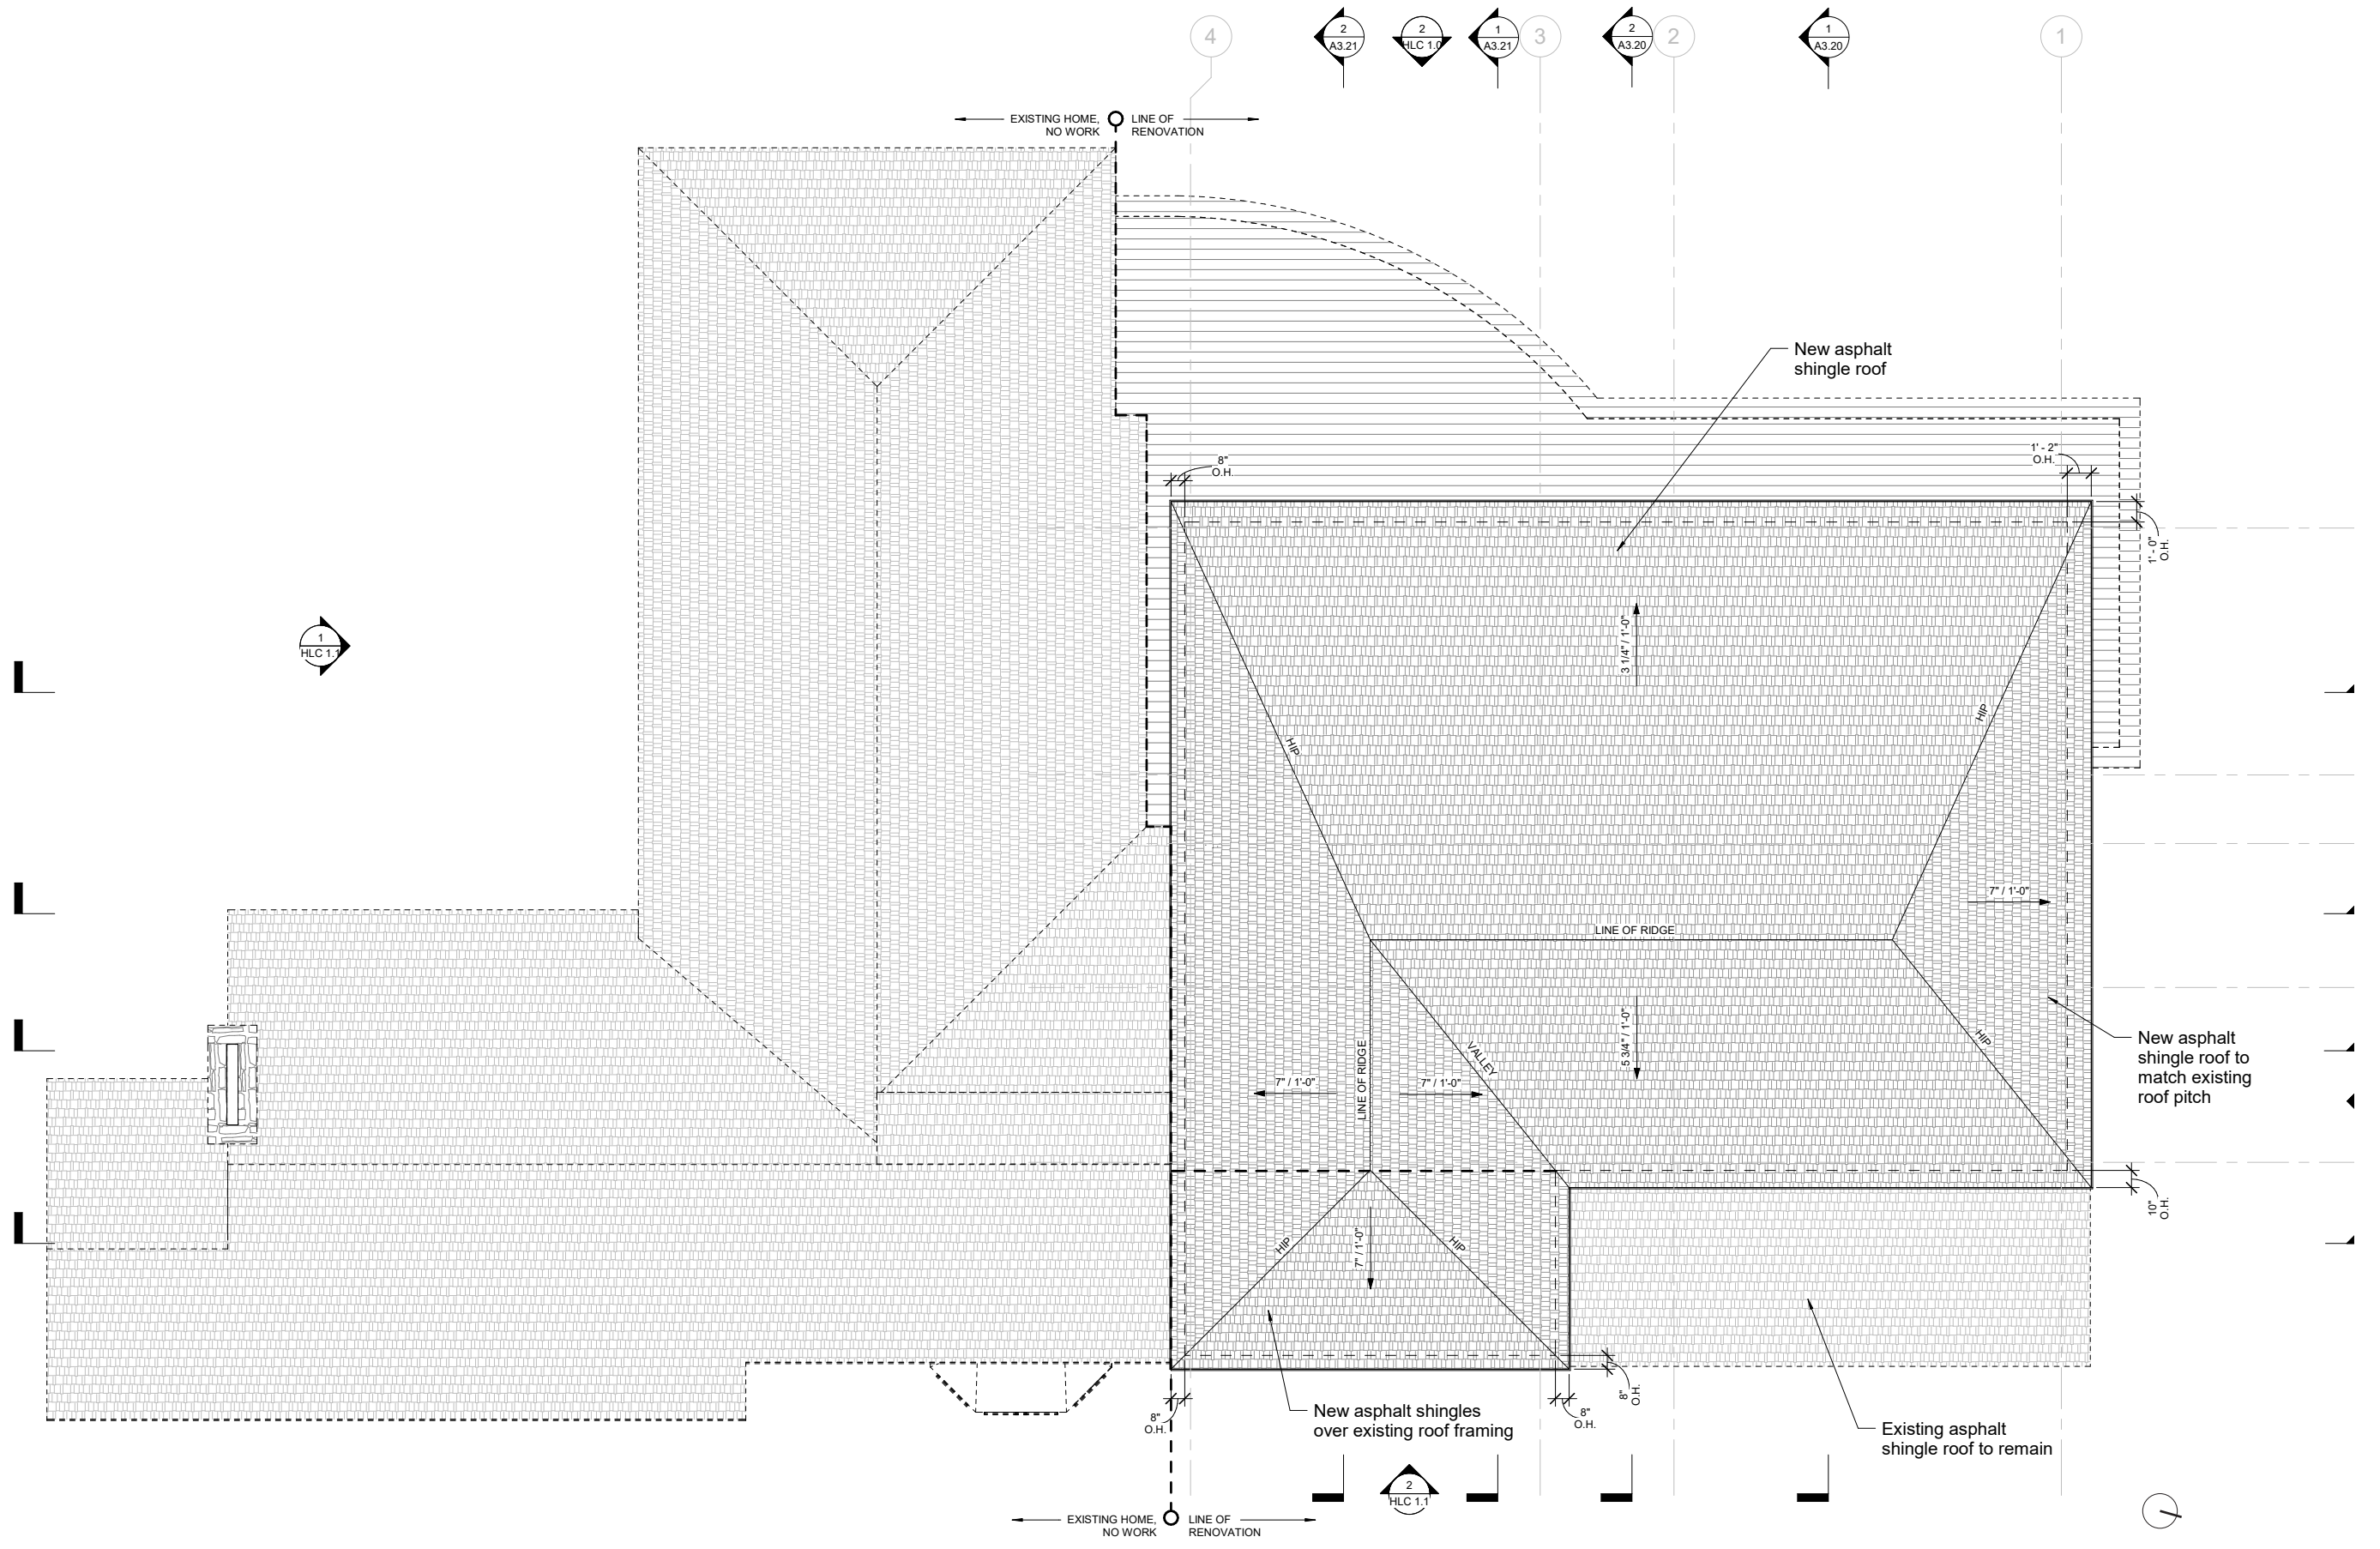 4
2
A3.21
2
HLC 1.0
1
A3.21
3
2
A3.20
2
1
A3.20
1
EXISTING HOME,
NO WORK
LINE OF
RENOVATION
New asphalt
shingle roof
8"
O.H.
1' - 2"
O.H.
1' - 0"
O.H.
1
HLC 1.1
3 1/4" / 1'-0"
HIP
HIP
7" / 1'-0"
LINE OF RIDGE
New asphalt
shingle roof to
match existing
roof pitch
5 3/4" / 1'-0"
HIP
VALLEY
LINE OF RIDGE
7" / 1'-0"
7" / 1'-0"
10"
O.H.
HIP
7" / 1'-0"
HIP
8"
O.H.
8"
O.H.
8"
O.H.
New asphalt shingles
over existing roof framing
Existing asphalt
shingle roof to remain
2
HLC 1.1
EXISTING HOME,
NO WORK
LINE OF
RENOVATION